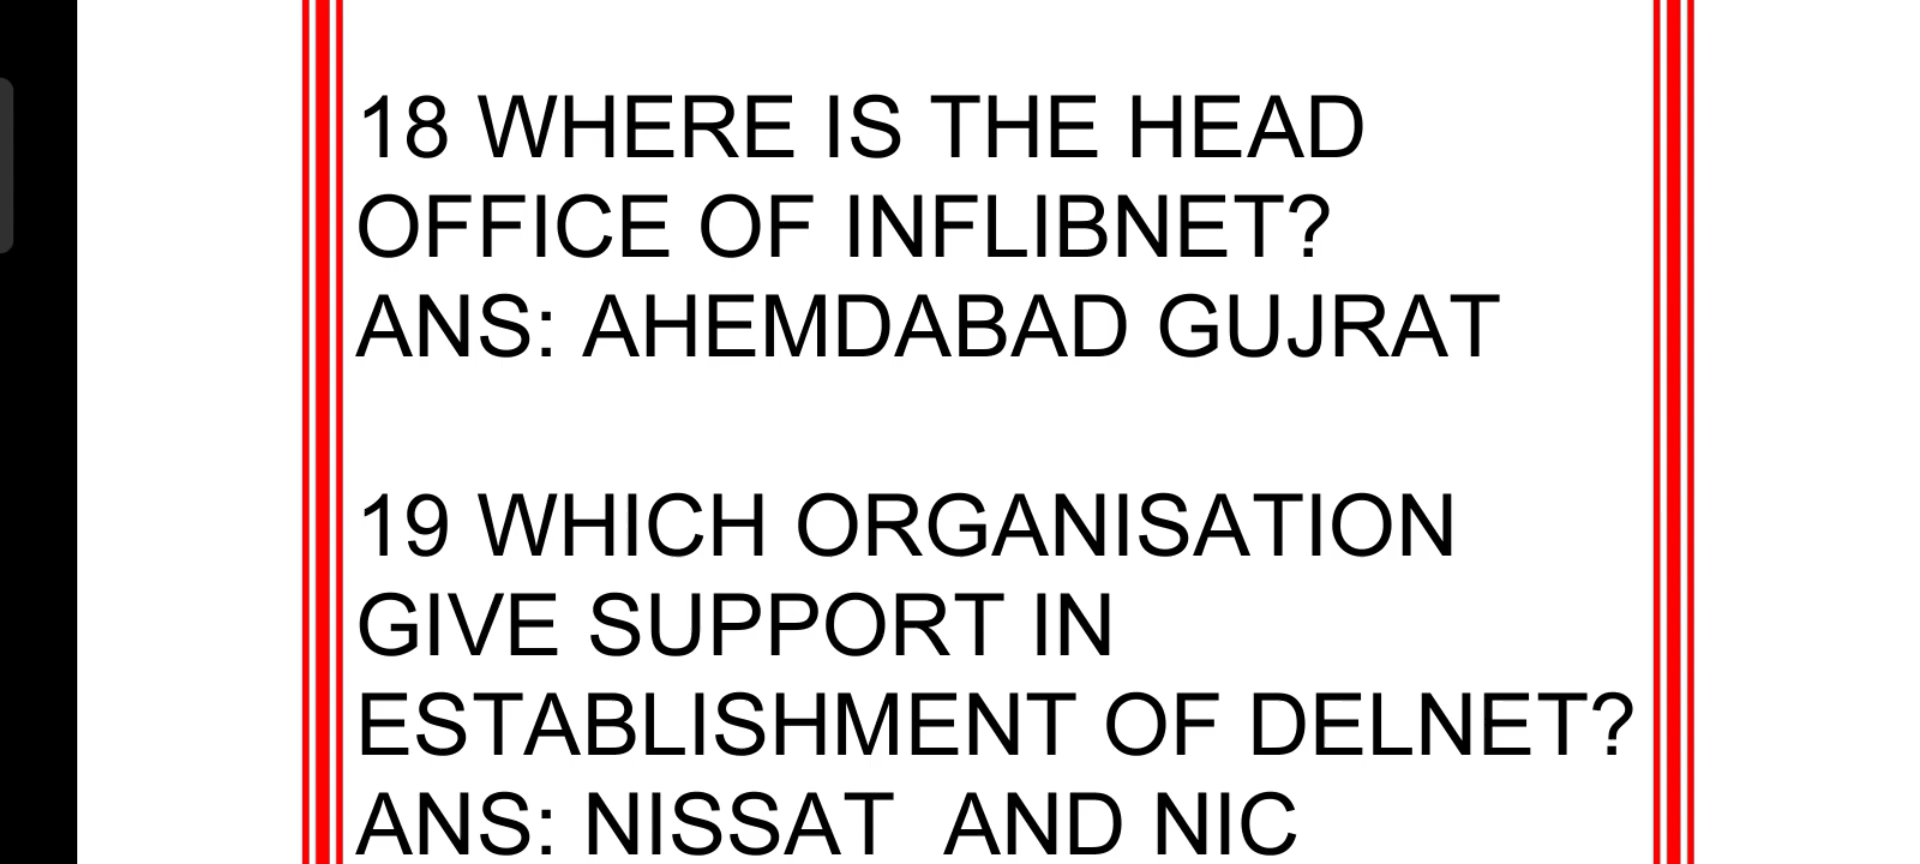 18 WHERE IS THE HEAD
OFFICE OF INFLIBNET?
ANS: AHEMDABAD GUJRAT
19 WHICH ORGANISATION
GIVE SUPPORT IN
ESTABLISHMENT OF DELNET?
ANS: NISSAT  AND NIC